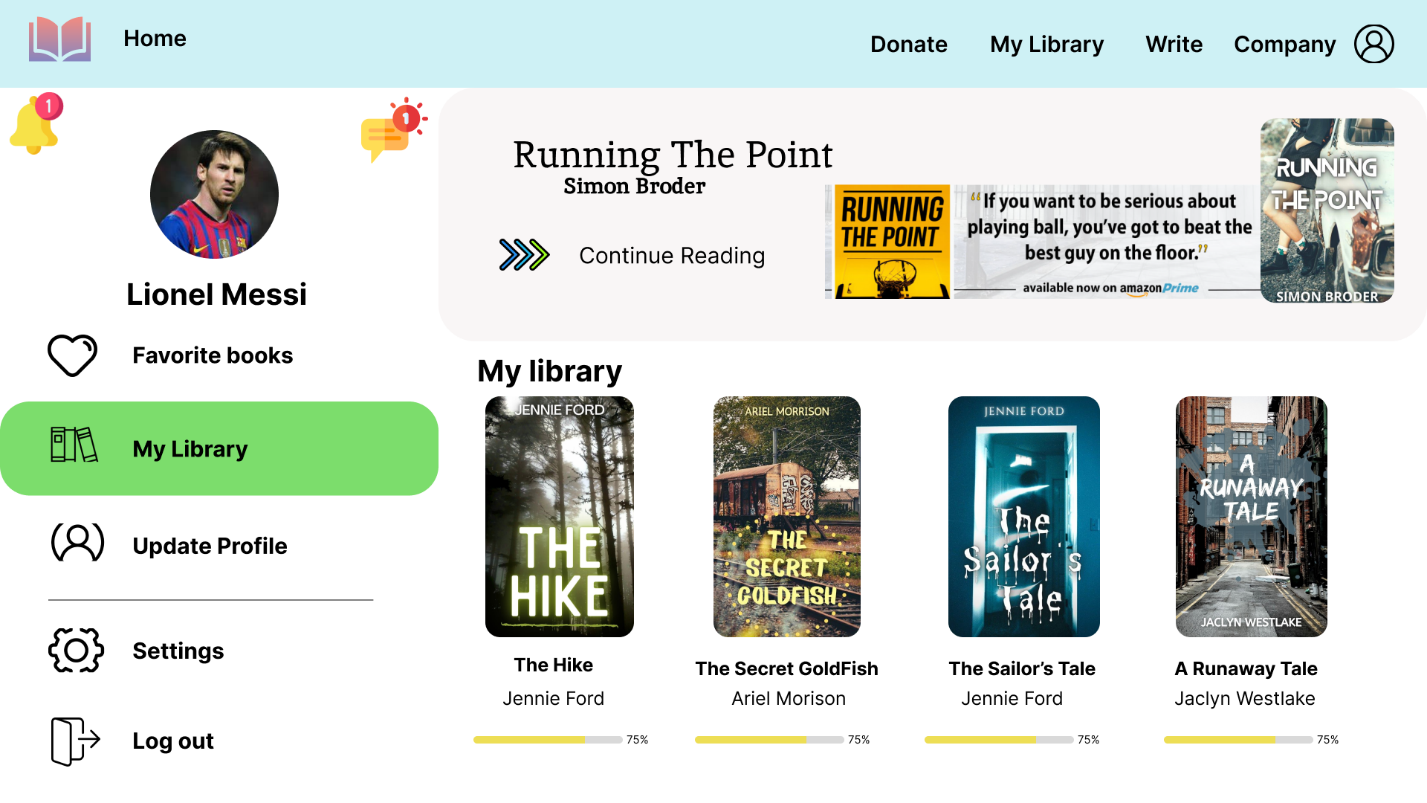 Home
Donate
My Library
Write
Company
1
1
Lionel Messi
Favorite books
My Library
Update Profile
Settings
Log out
Running The Point
Simon Broder
Continue Reading
RUNNING
THE POINT
“If you want to be serious about
playing ball, you’ve got to beat the
best guy on the floor.”
available now on amazonPrime
RUNNING
THE POINT
SIMON BRODER
My library
JENNIE FORD
THE
HIKE
The Hike
Jennie Ford
75%
ARIEL MORRISON
THE
SECRET
GOLDFISH
The Secret GoldFish
Ariel Morison
75%
JENNIE FORD
The
Sailor's
Tale
The Sailor’s Tale
Jennie Ford
75%
A
RUNAWAY
TALE
JACLYN WESTLAKE
A Runaway Tale
Jaclyn Westlake
75%